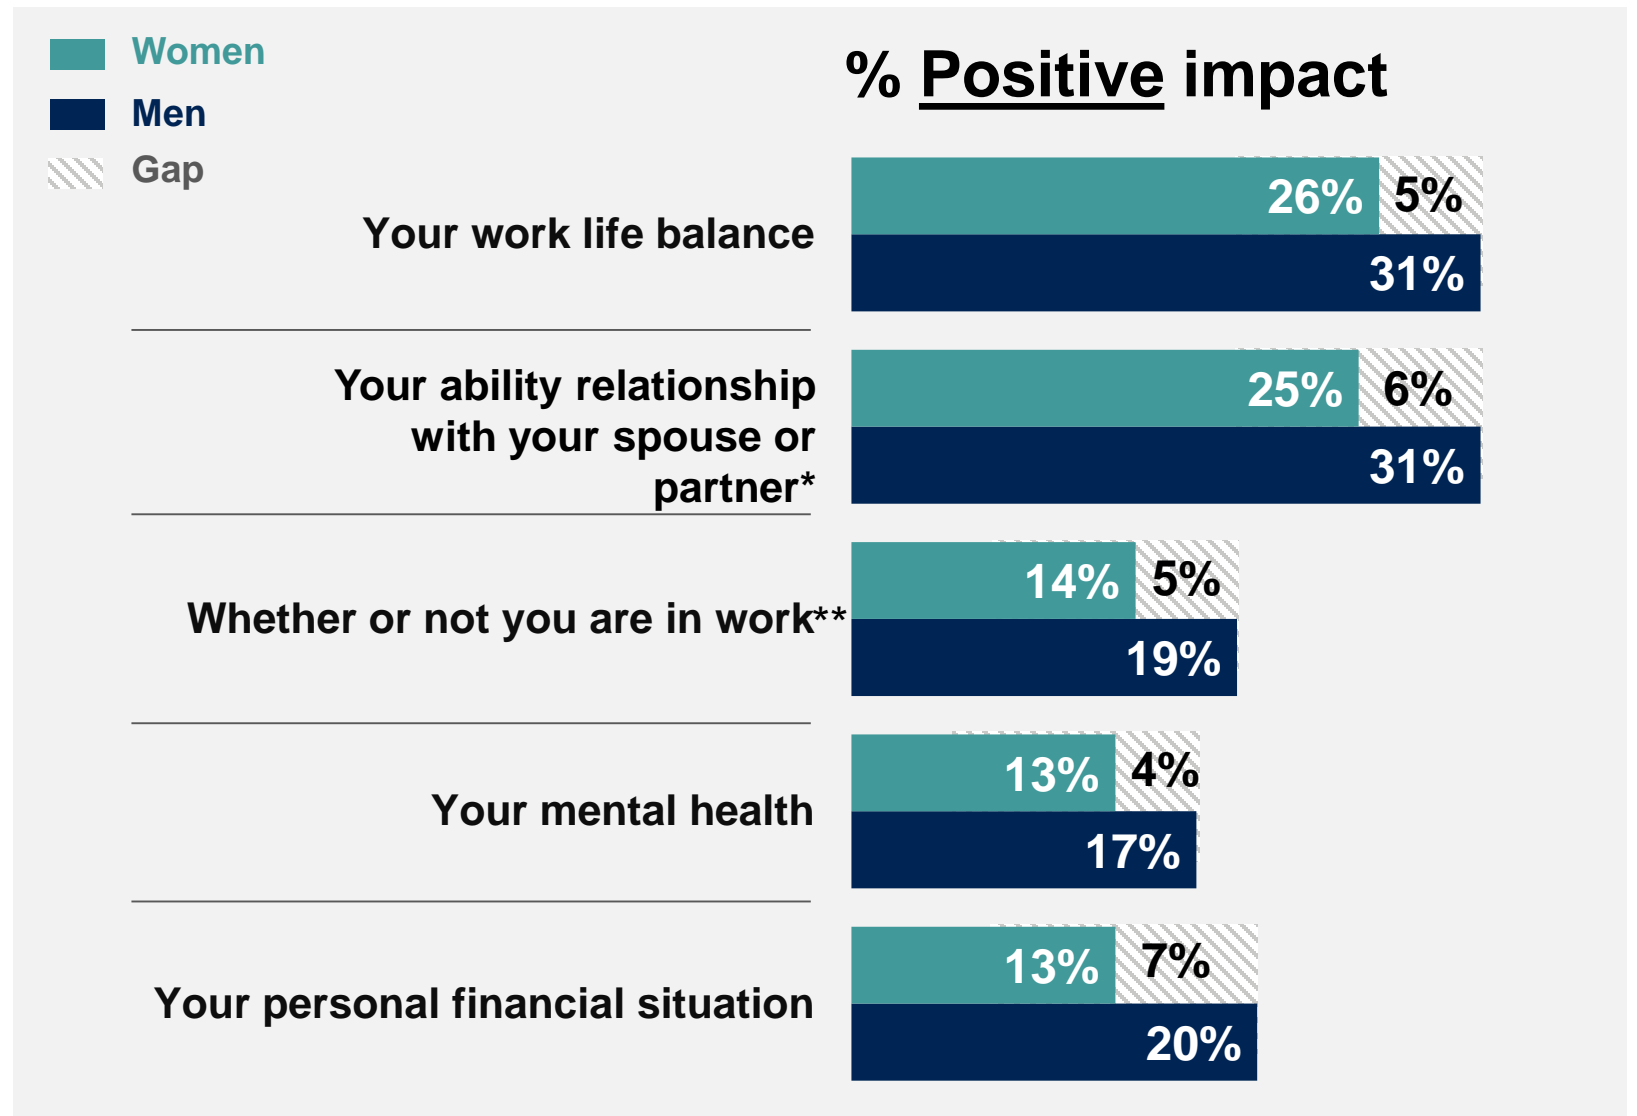 Women
Men
Gap
% Positive impact
Your work life balance
26%
5%
31%
Your ability relationship
with your spouse or
partner*
25%
6%
31%
Whether or not you are in work**
14%
5%
19%
Your mental health
13%
4%
17%
Your personal financial situation
13%
7%
20%